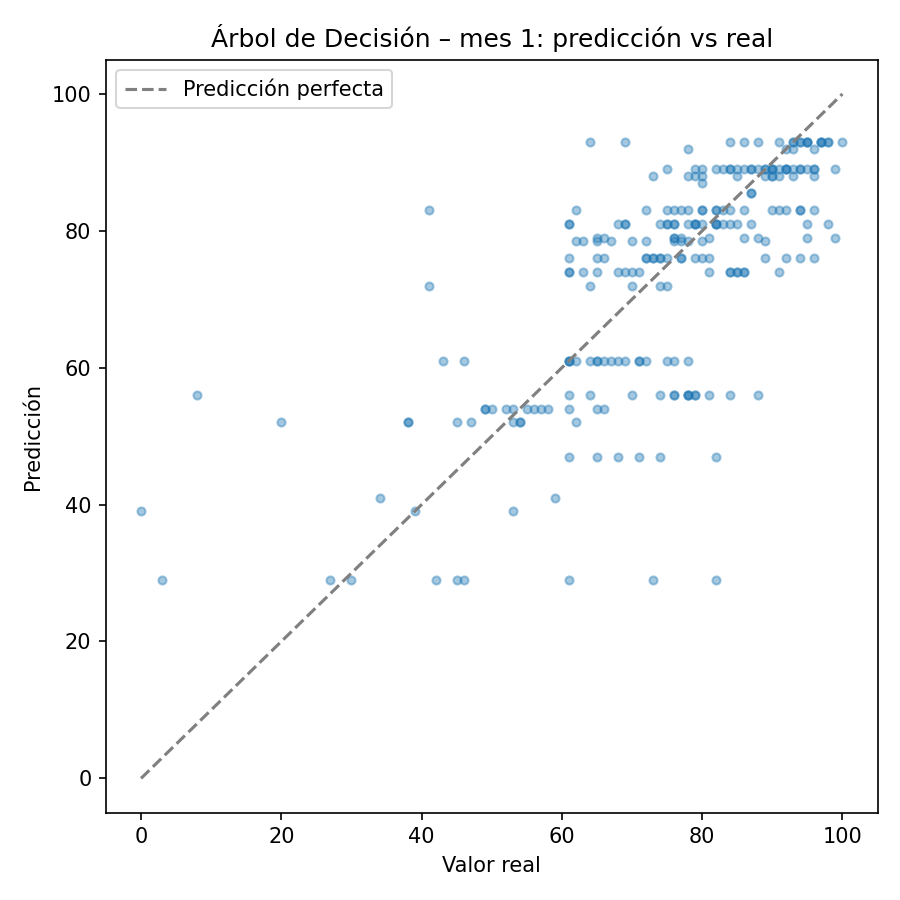 Árbol de Decisión – mes 1: predicción vs real
Predicción perfecta
100
80
60
40
20
0
Predicción
0 20 40 60 80 100
Valor real